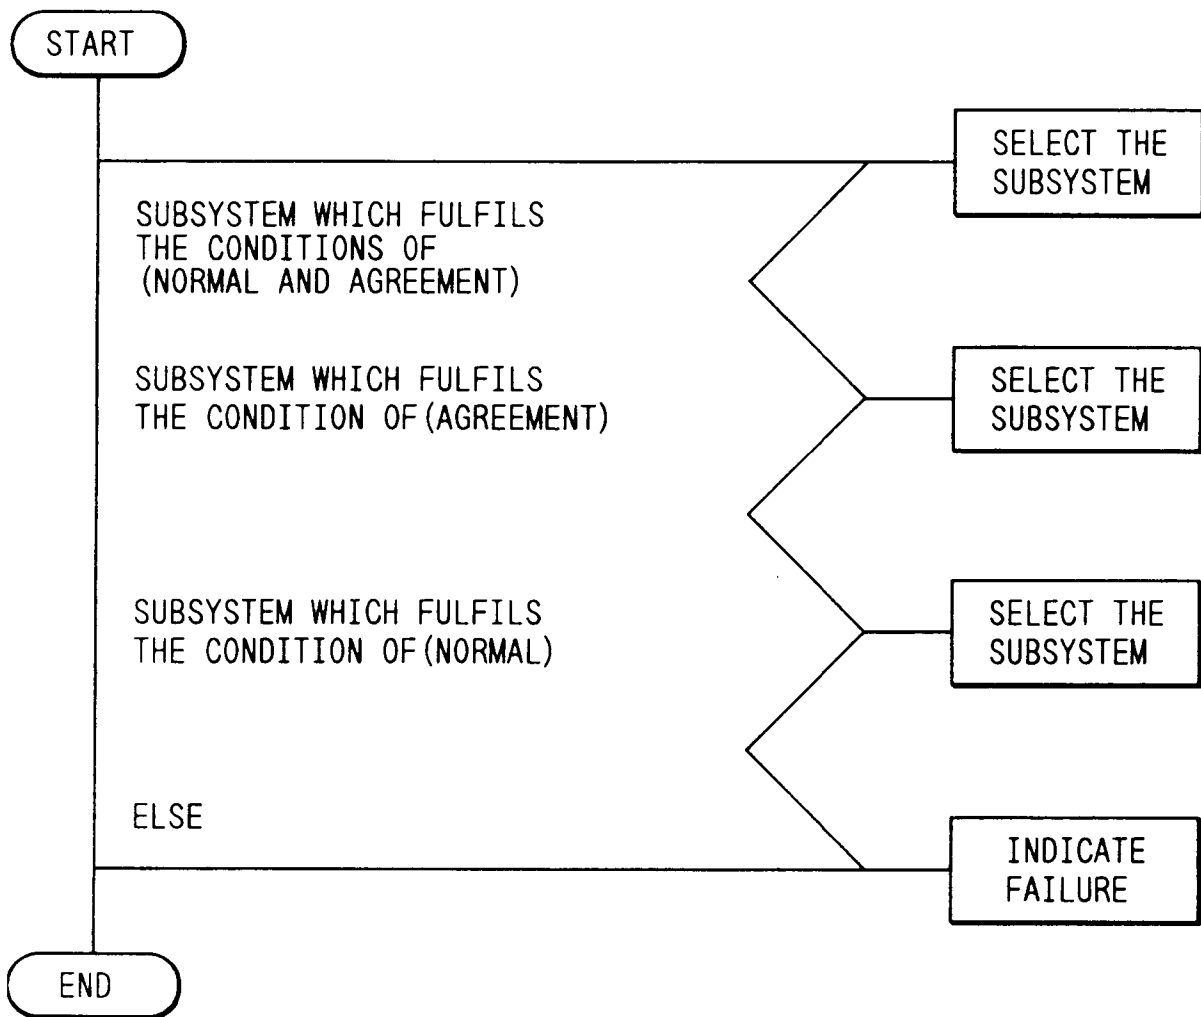 START
SELECT THE
SUBSYSTEM
SUBSYSTEM WHICH FULFILS
THE CONDITIONS OF
(NORMAL AND AGREEMENT)
SUBSYSTEM WHICH FULFILS
THE CONDITION OF (AGREEMENT)
SELECT THE
SUBSYSTEM
SUBSYSTEM WHICH FULFILS
THE CONDITION OF (NORMAL)
SELECT THE
SUBSYSTEM
ELSE
INDICATE
FAILURE
END